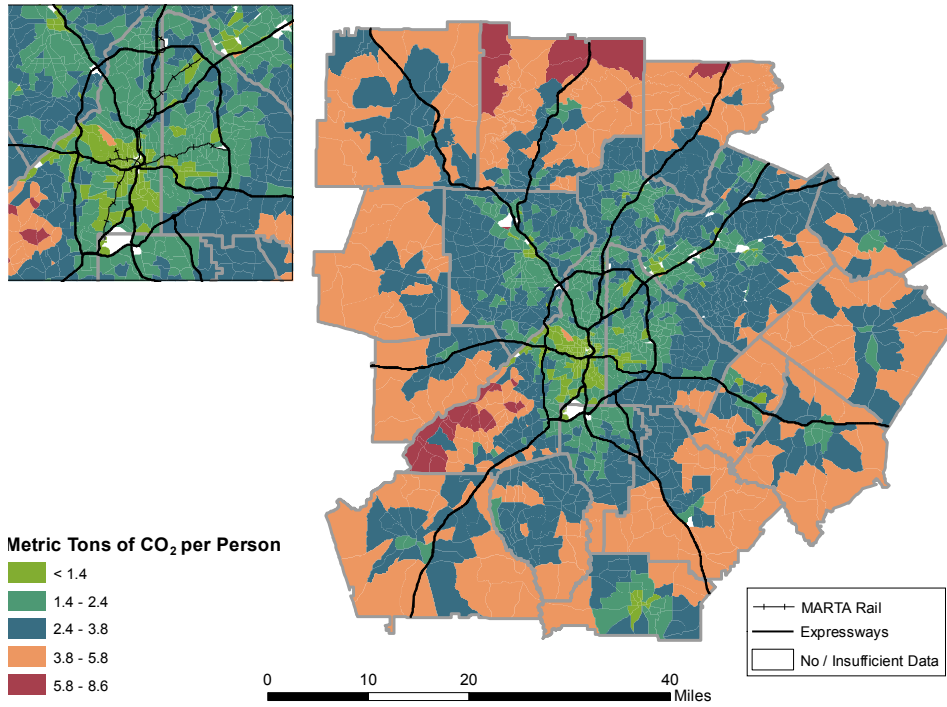 Metric Tons of CO₂ per Person
< 1.4
1.4 - 2.4
2.4 - 3.8
3.8 - 5.8
5.8 - 8.6
MARTA Rail
Expressways
No / Insufficient Data
0 10 20 40
Miles